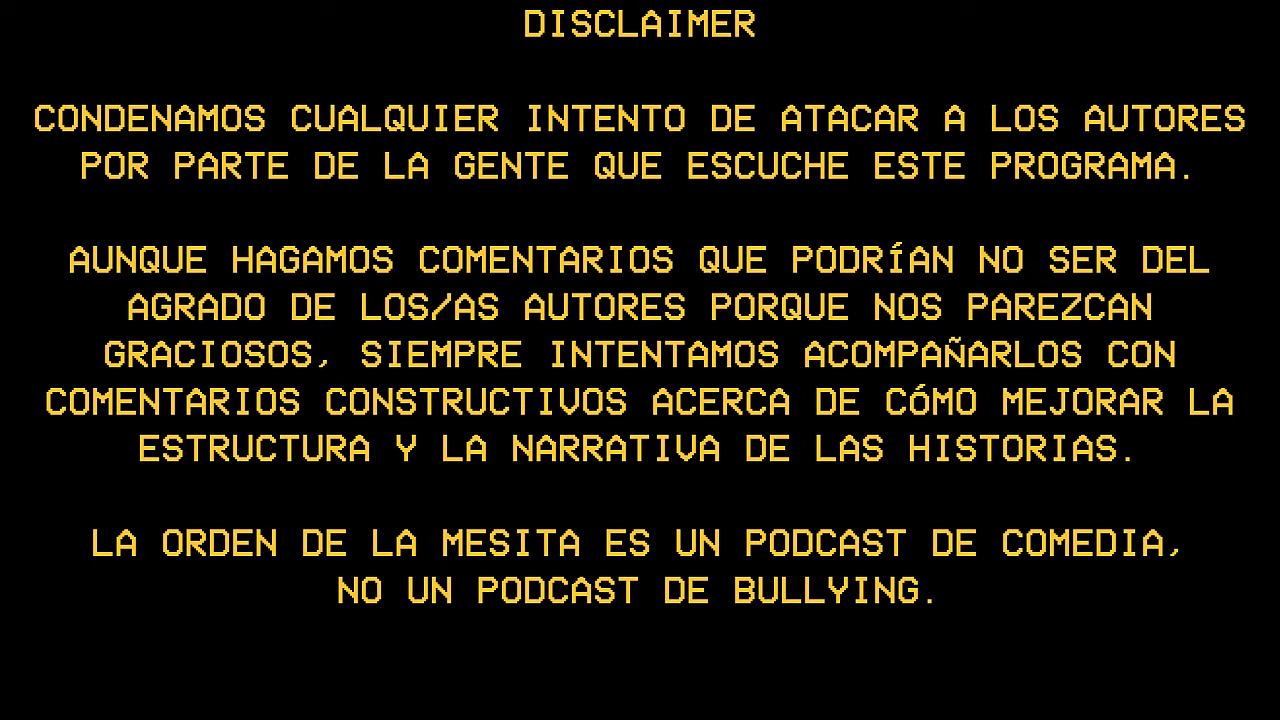 DISCLAIMER
CONDENAMOS CUALQUIER INTENTO DE ATACAR A LOS AUTORES
POR PARTE DE LA GENTE QUE ESCUCHE ESTE PROGRAMA.
AUNQUE HAGAMOS COMENTARIOS QUE PODRÍAN NO SER DEL
AGRADO DE LOS/AS AUTORES PORQUE NOS PAREZCAN
GRACIOSOS, SIEMPRE INTENTAMOS ACOMPAÑARLOS CON
COMENTARIOS CONSTRUCTIVOS ACERCA DE CÓMO MEJORAR LA
ESTRUCTURA Y LA NARRATIVA DE LAS HISTORIAS.
LA ORDEN DE LA MESITA ES UN PODCAST DE COMEDIA,
NO UN PODCAST DE BULLYING.